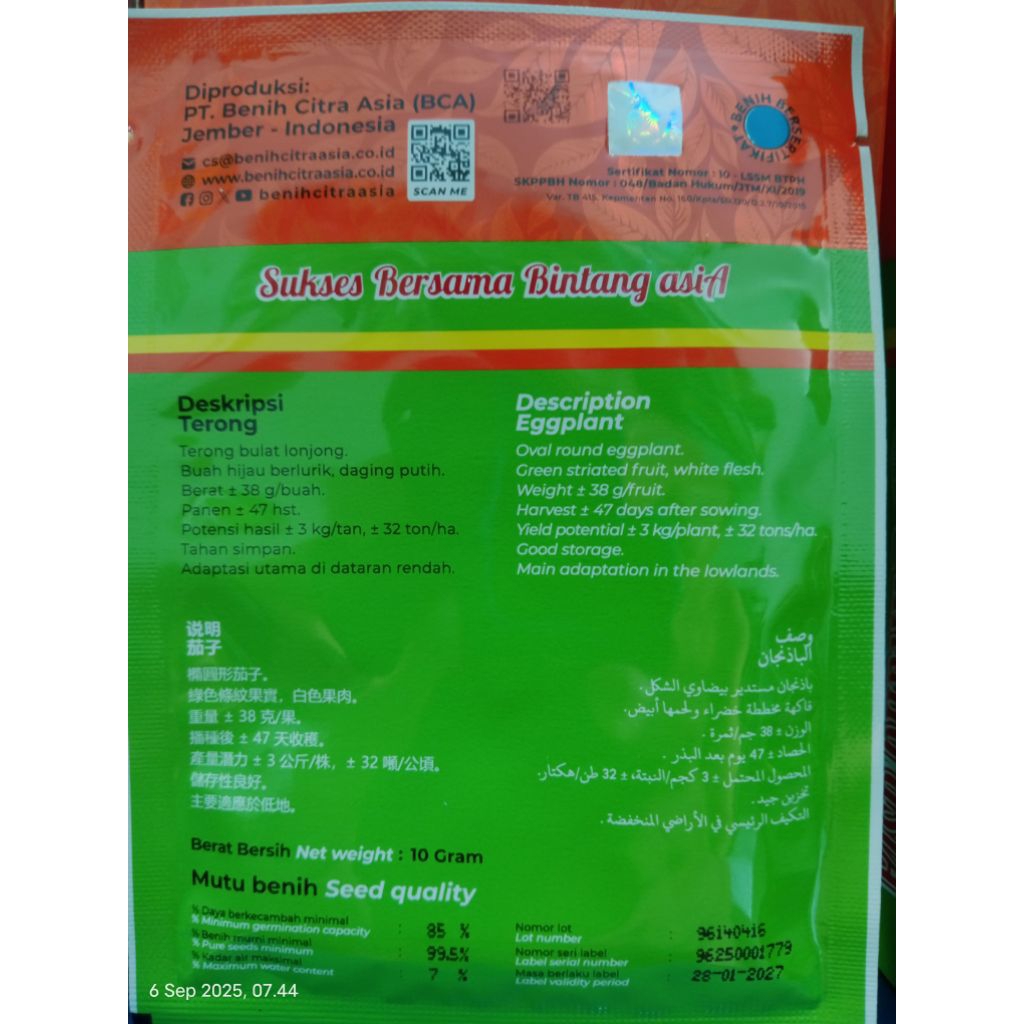 Diproduksi:
PT. Benih Citra Asia (BCA)
Jember - Indonesia
cs@benihcitraasia.co.id
www.benihcitraasia.co.id
benihcitraasia
SCAN ME
BENIH BERSERTIFIKAT
Sertifikat Nomor : 10 - LSSM BTPH
SKPPBH Nomor : 048/Badan Hukum/JTM/XI/2019
Var. TB 415, Kepmentan No.
Sukses Bersama Bintang asiA
Deskripsi
Terong
Terong bulat lonjong.
Buah hijau berlurik, daging putih.
Berat ± 38 g/buah.
Panen ± 47 hst.
Potensi hasil ± 3 kg/tan, ± 32 ton/ha.
Tahan simpan.
Adaptasi utama di dataran rendah.
Description
Eggplant
Oval round eggplant.
Green striated fruit, white flesh.
Weight ± 38 g/fruit.
Harvest ± 47 days after sowing.
Yield potential ± 3 kg/plant, ± 32 tons/ha.
Good storage.
Main adaptation in the lowlands.
说明
茄子
橢圓形茄子。
綠色條紋果實，白色果肉。
重量 ± 38 克/果。
播種後 ± 47 天收穫。
產量潛力 ± 3 公斤/株，± 32 噸/公頃。
儲存性良好。
主要適應於低地。
وصف
الباذنجان
باذنجان مستدير بيضاوي الشكل.
فاكهة مخططة خضراء ولحمها أبيض.
الوزن ± 38 جم/ثمرة .
الحصاد ± 47 يوم بعد البذر .
المحصول المحتمل ± 3 كجم/النبتة، ± 32 طن/هكتار.
تخزين جيد .
التكيف الرئيسي في الأراضي المنخفضة .
Berat Bersih Net weight : 10 Gram
Mutu benih Seed quality
% Daya berkecambah minimal
% Minimum germination capacity : 85 %
% Benih murni minimal
% Pure seeds minimum : 99.5%
% Kadar air maksimal
% Maximum water content : 7 %
Nomor lot
Lot number : 96140416
Nomor seri label
Label serial number : 96250001779
Masa berlaku label
Label validity period : 28-01-2027
6 Sep 2025, 07.44